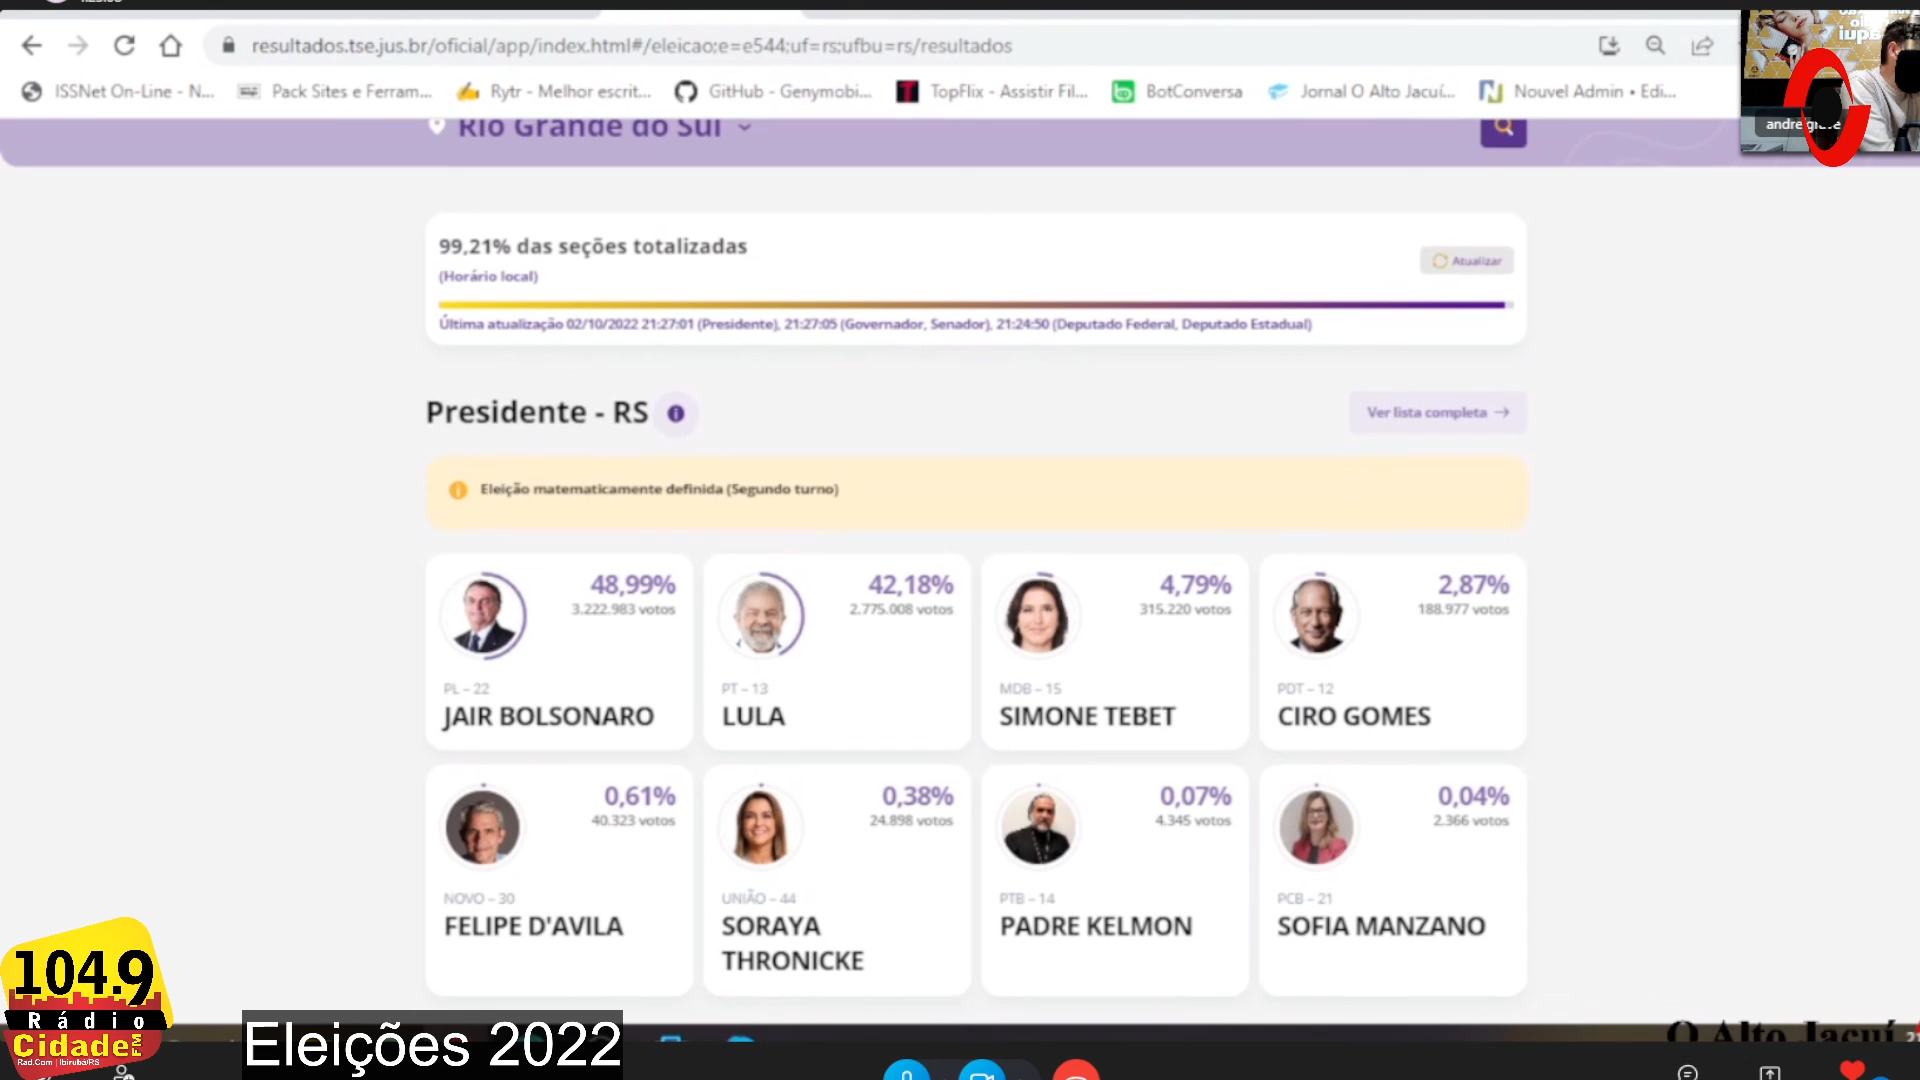 resultados.tse.jus.br/oficial/app/index.html#/eleicao;e=e544;uf=rs;ufbu=rs/resultados
ISSNet On-Line - N... Pack Sites e Ferram... Rytr - Melhor escrit... GitHub - Genymobi... TopFlix - Assistir Fil... BotConversa Jornal O Alto Jacuí... Nouvel Admin • Edi...
Rio Grande do Sul
99,21% das seções totalizadas
(Horário local)
Atualizar
Última atualização 02/10/2022 21:27:01 (Presidente), 21:27:05 (Governador, Senador), 21:24:50 (Deputado Federal, Deputado Estadual)
Presidente - RS
Ver lista completa →
Eleição matematicamente definida (Segundo turno)
48,99%
3.222.983 votos
PL – 22
JAIR BOLSONARO
42,18%
2.775.008 votos
PT – 13
LULA
4,79%
315.220 votos
MDB – 15
SIMONE TEBET
2,87%
188.977 votos
PDT – 12
CIRO GOMES
0,61%
40.323 votos
NOVO – 30
FELIPE D'AVILA
0,38%
24.898 votos
UNIÃO – 44
SORAYA
THRONICKE
0,07%
4.345 votos
PTB – 14
PADRE KELMON
0,04%
2.366 votos
PCB – 21
SOFIA MANZANO
104.9
Rádio
Cidade FM
Rad.Com | Ibirubá/RS
Eleições 2022
O Alto Jacuí